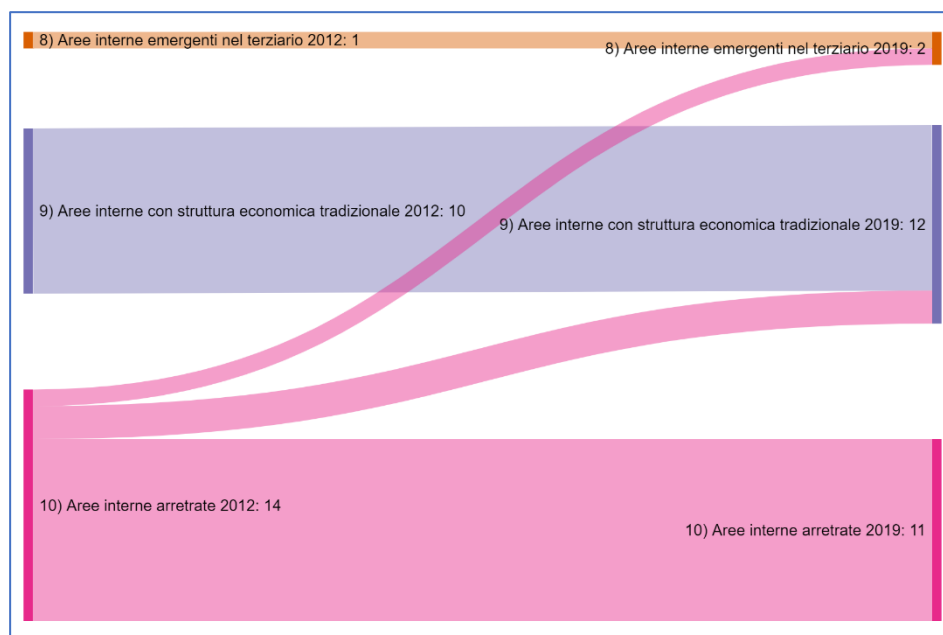 8) Aree interne emergenti nel terziario 2012: 1
8) Aree interne emergenti nel terziario 2019: 2
9) Aree interne con struttura economica tradizionale 2012: 10
9) Aree interne con struttura economica tradizionale 2019: 12
10) Aree interne arretrate 2012: 14
10) Aree interne arretrate 2019: 11